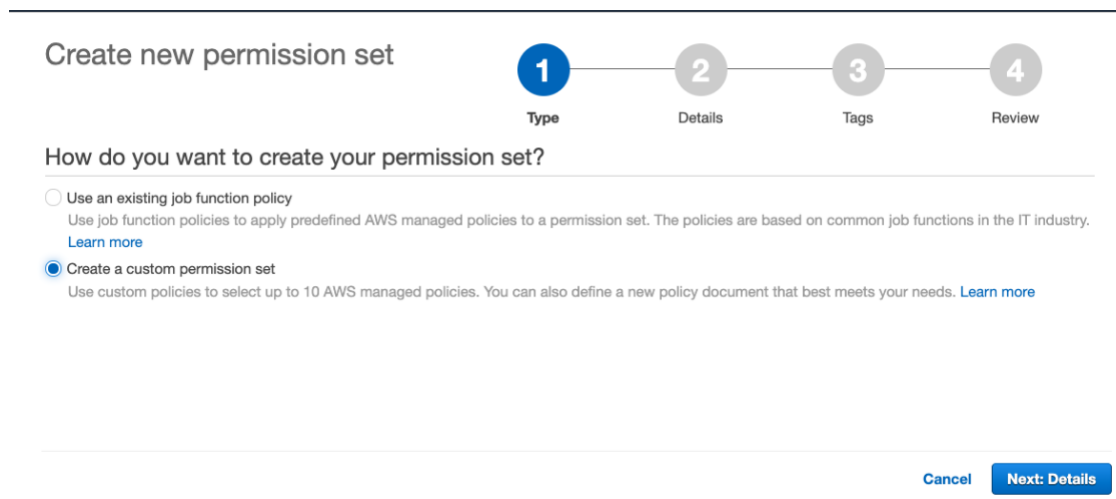 Create new permission set
1
2
3
4
Type
Details
Tags
Review
How do you want to create your permission set?
Use an existing job function policy
Use job function policies to apply predefined AWS managed policies to a permission set. The policies are based on common job functions in the IT industry.
Learn more
Create a custom permission set
Use custom policies to select up to 10 AWS managed policies. You can also define a new policy document that best meets your needs. Learn more
Cancel
Next: Details